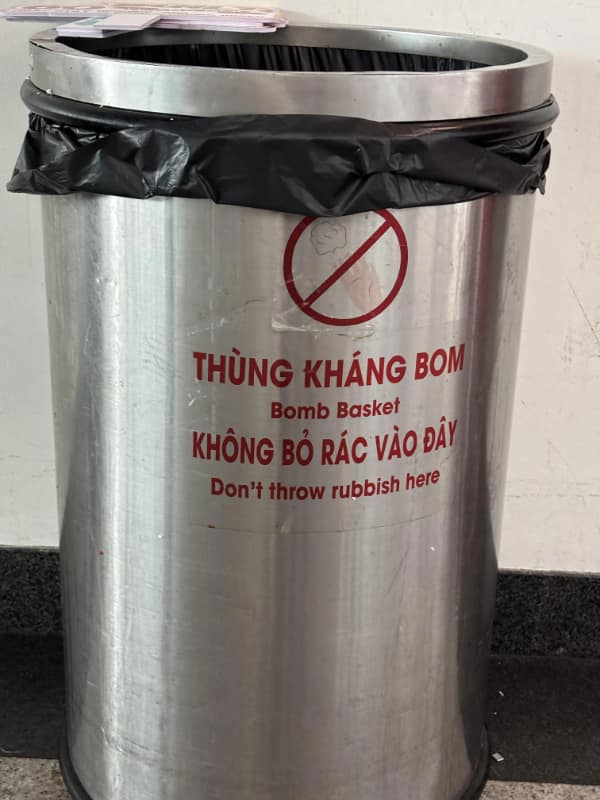 THÙNG KHÁNG BOM
Bomb Basket
KHÔNG BỎ RÁC VÀO ĐÂY
Don't throw rubbish here